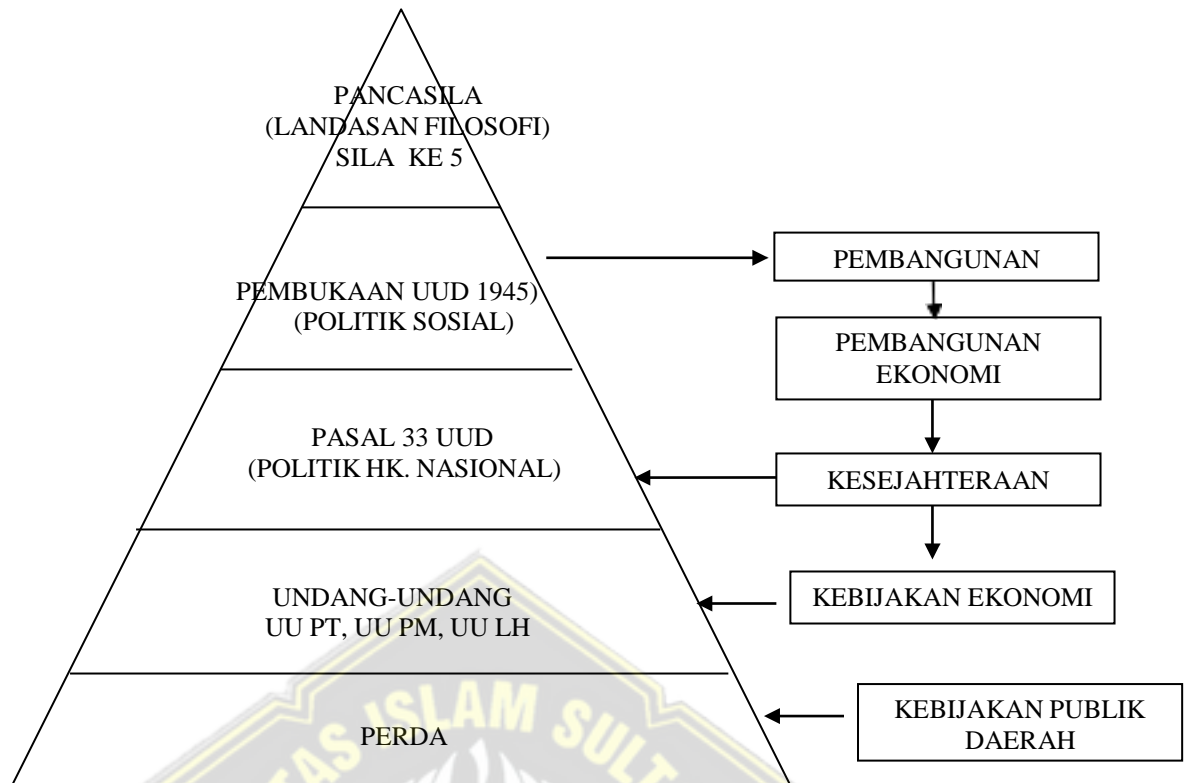 PANCASILA
(LANDASAN FILOSOFI)
SILA KE 5
PEMBUKAAN UUD 1945)
(POLITIK SOSIAL)
PASAL 33 UUD
(POLITIK HK. NASIONAL)
UNDANG-UNDANG
UU PT, UU PM, UU LH
PERDA
PEMBANGUNAN
PEMBANGUNAN
EKONOMI
KESEJAHTERAAN
KEBIJAKAN EKONOMI
KEBIJAKAN PUBLIK
DAERAH
ISLAM